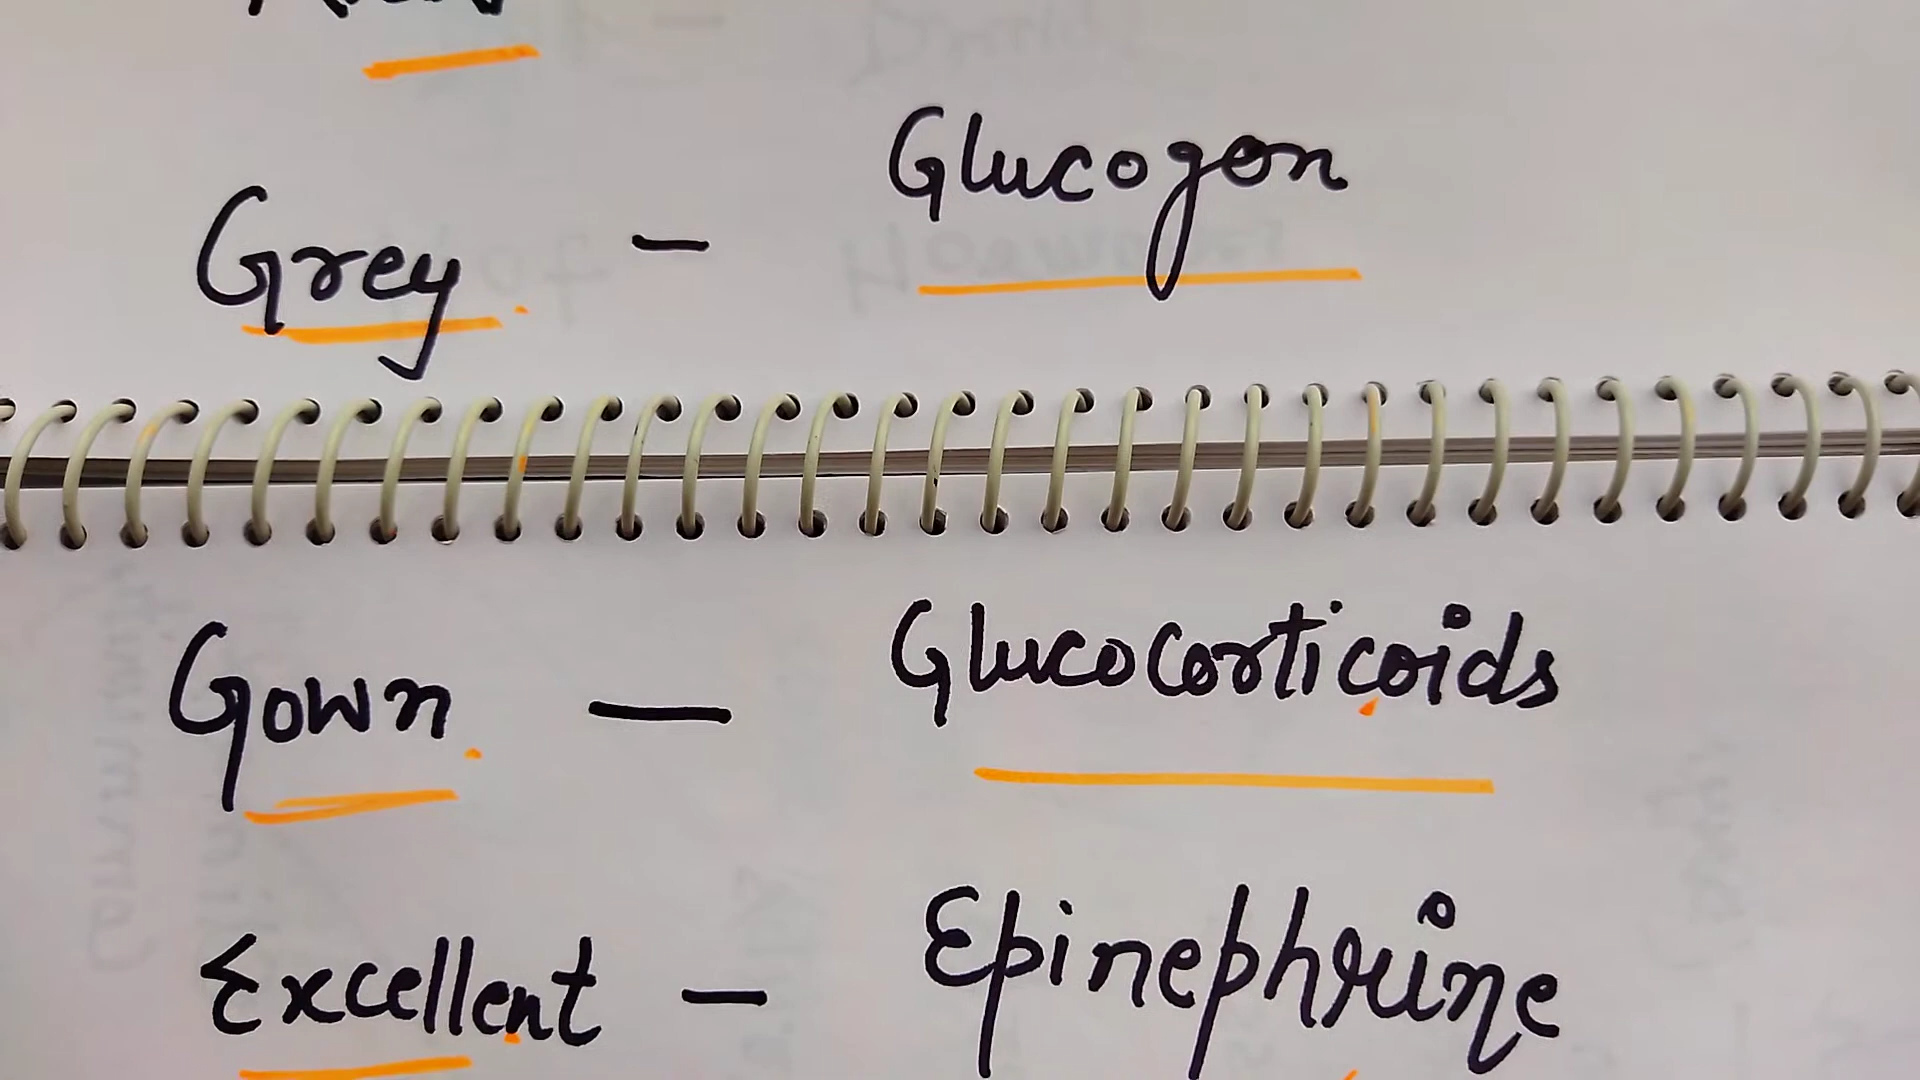 Grey - Glucogon
Gown - Glucocorticoids
Excellent - Epinephrine